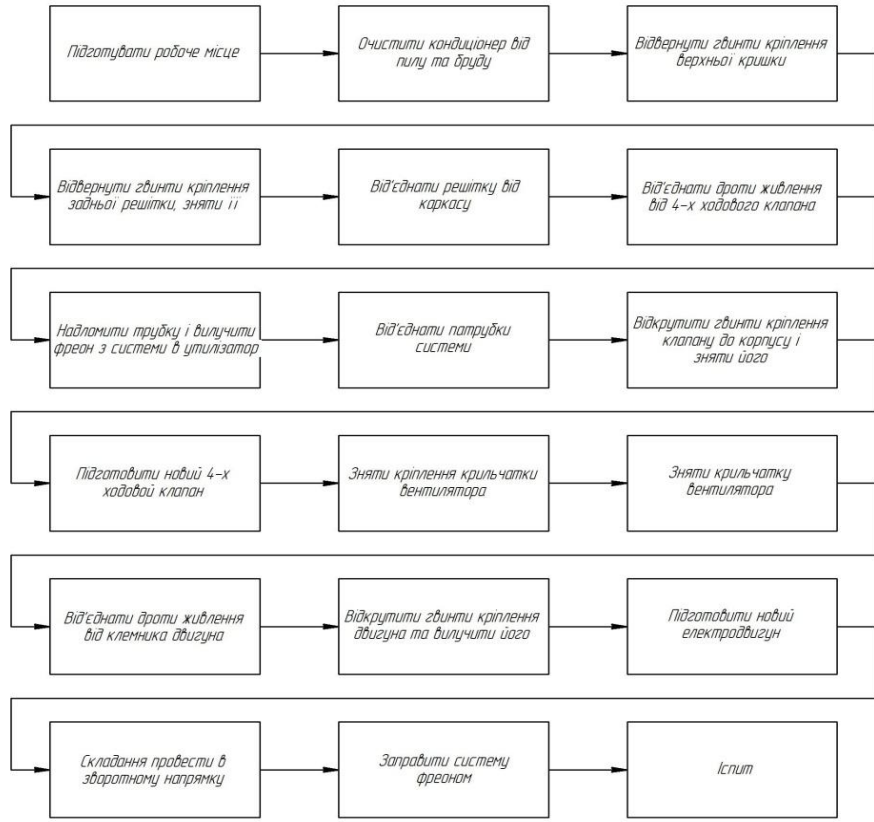 Підготувати робоче місце
Очистити кондиціонер від
пилу та бруду
Відвернути гвинти кріплення
верхньої кришки
Відвернути гвинти кріплення
задньої решітки, зняти її
Від'єднати решітку від
каркасу
Від'єднати дроти живлення
від 4-х ходового клапана
Надломити трубку і вилучити
фреон з системи в утилізатор
Від'єднати патрубки
системи
Відкрутити гвинти кріплення
клапану до корпусу і
зняти його
Підготовити новий 4-х
ходовой клапан
Зняти кріплення крильчатки
вентилятора
Зняти крильчатку
вентилятора
Від'єднати дроти живлення
від клемника двигуна
Відкрутити гвинти кріплення
двигуна та вилучити його
Підготовити новий
електродвигун
Складання провести в
зворотному напрямку
Заправити систему
фреоном
Іспит